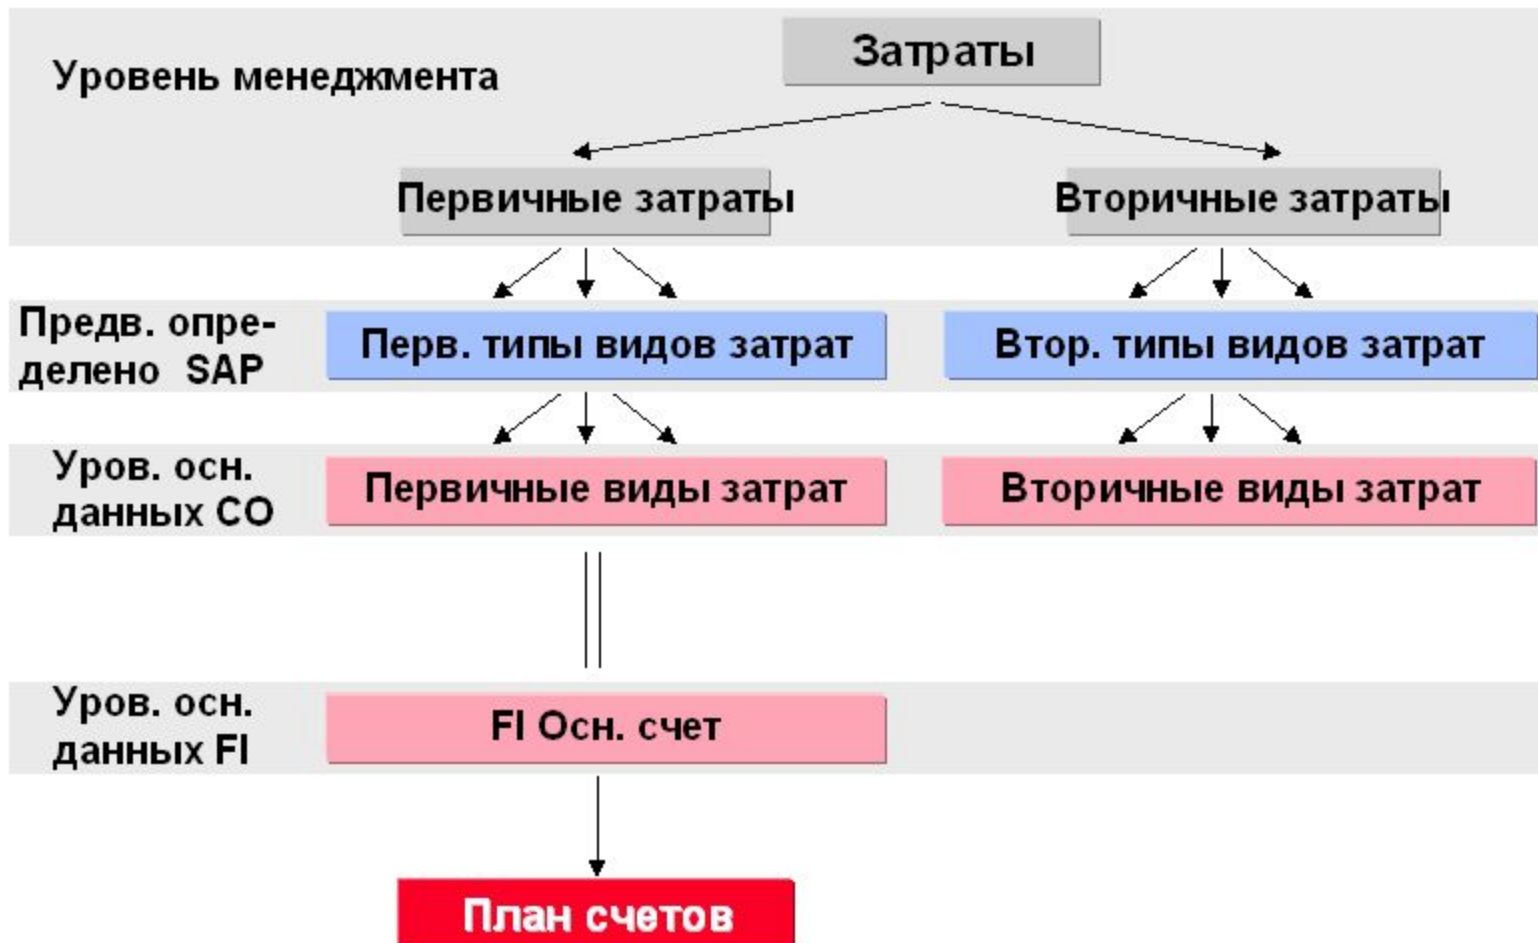 Затраты
Уровень менеджмента
Первичные затраты
Вторичные затраты
Предв. опре-
делено SAP
Перв. типы видов затрат
Втор. типы видов затрат
Уров. осн.
данных CO
Первичные виды затрат
Вторичные виды затрат
Уров. осн.
данных FI
FI Осн. счет
План счетов